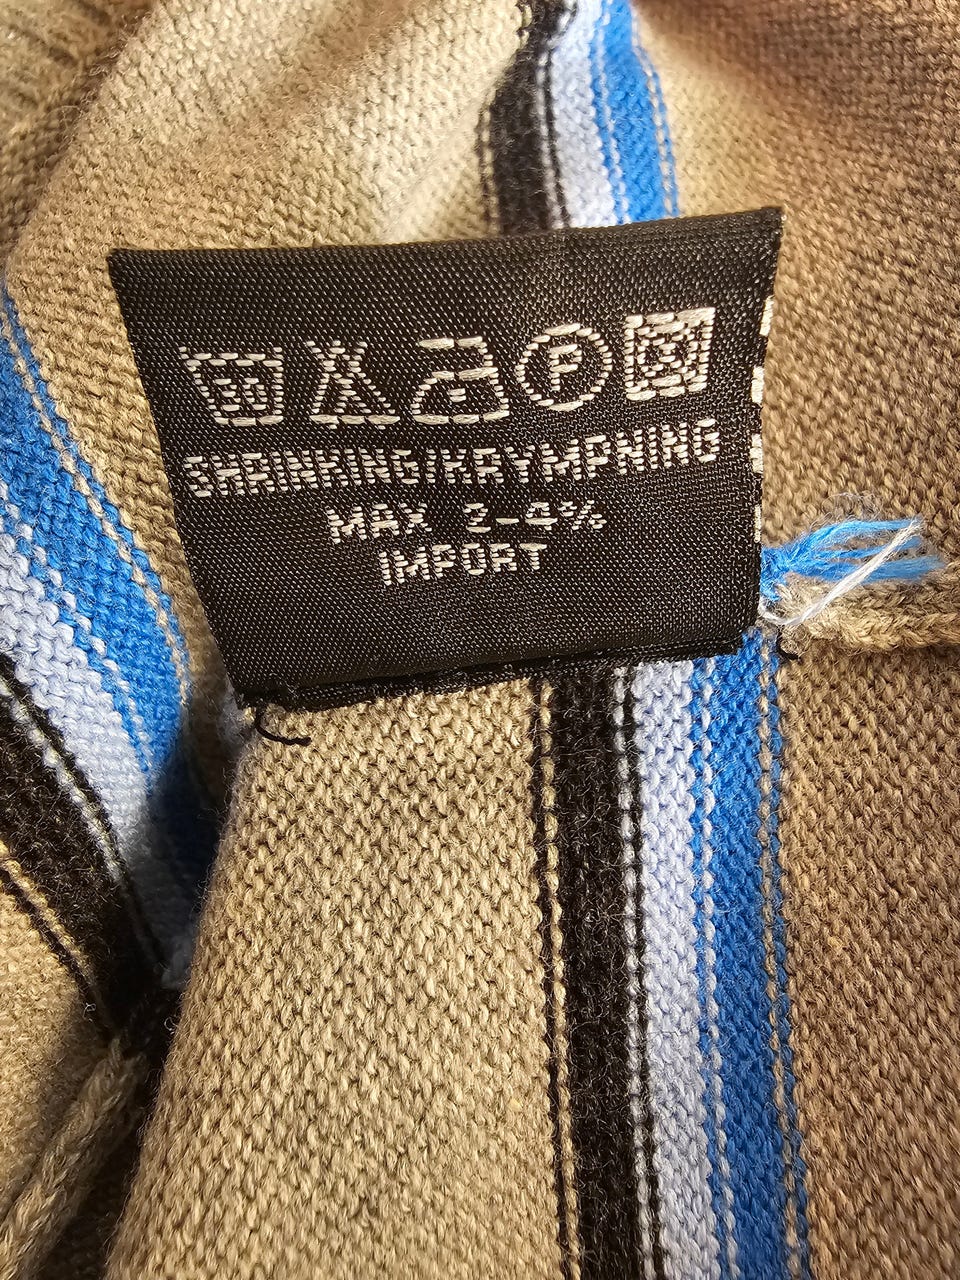 F
SHRINKING/KRYMPNING
MAX 2-4%
IMPORT